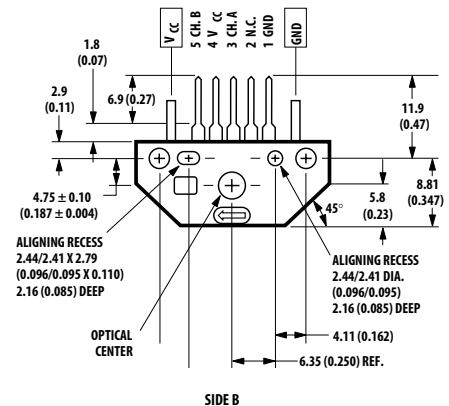 V CC
5 CH. B
4 V CC
3 CH. A
2 N.C.
1 GND
GND
1.8
(0.07)
2.9
(0.11)
6.9 (0.27)
11.9
(0.47)
4.75 ± 0.10
(0.187 ± 0.004)
8.81
(0.347)
5.8
(0.23)
45°
ALIGNING RECESS
2.44/2.41 X 2.79
(0.096/0.095 X 0.110)
2.16 (0.085) DEEP
ALIGNING RECESS
2.44/2.41 DIA.
(0.096/0.095)
2.16 (0.085) DEEP
OPTICAL
CENTER
4.11 (0.162)
6.35 (0.250) REF.
SIDE B